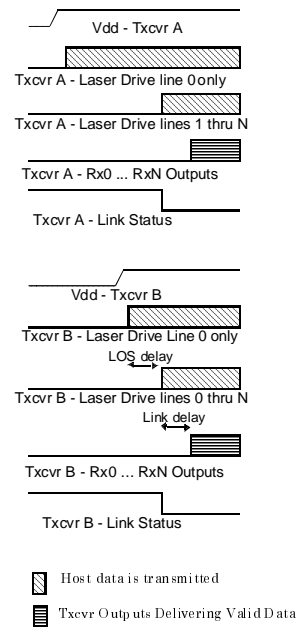 Vdd - Txcvr A
Txcvr A - Laser Drive line 0 only
Txcvr A - Laser Drive lines 1 thru N
Txcvr A - Rx0 ... RxN Outputs
Txcvr A - Link Status
Vdd - Txcvr B
Txcvr B - Laser Drive Line 0 only
LOS delay
Txcvr B - Laser Drive lines 0 thru N
Link delay
Txcvr B - Rx0 ... RxN Outputs
Txcvr B - Link Status
Host data is transmitted
Txcvr Outputs Delivering Valid Data